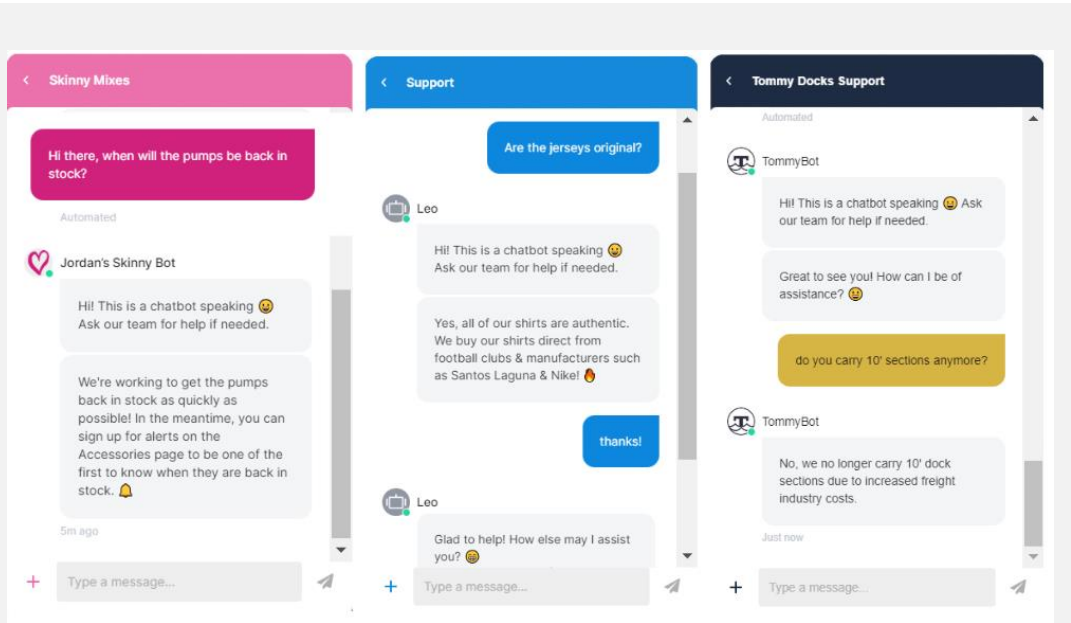 Skinny Mixes
Hi there, when will the pumps be back in
stock?
Automated
Jordan's Skinny Bot
Hi! This is a chatbot speaking 😀
Ask our team for help if needed.
We're working to get the pumps
back in stock as quickly as
possible! In the meantime, you can
sign up for alerts on the
Accessories page to be one of the
first to know when they are back in
stock. 🔔
5m ago
Type a message...
Support
Are the jerseys original?
Leo
Hi! This is a chatbot speaking 😀
Ask our team for help if needed.
Yes, all of our shirts are authentic.
We buy our shirts direct from
football clubs & manufacturers such
as Santos Laguna & Nike! 🔥
thanks!
Leo
Glad to help! How else may I assist
you? 😁
Type a message...
Tommy Docks Support
Automated
TommyBot
Hi! This is a chatbot speaking 😀 Ask
our team for help if needed.
Great to see you! How can I be of
assistance? 😀
do you carry 10' sections anymore?
TommyBot
No, we no longer carry 10' dock
sections due to increased freight
industry costs.
Just now
Type a message...